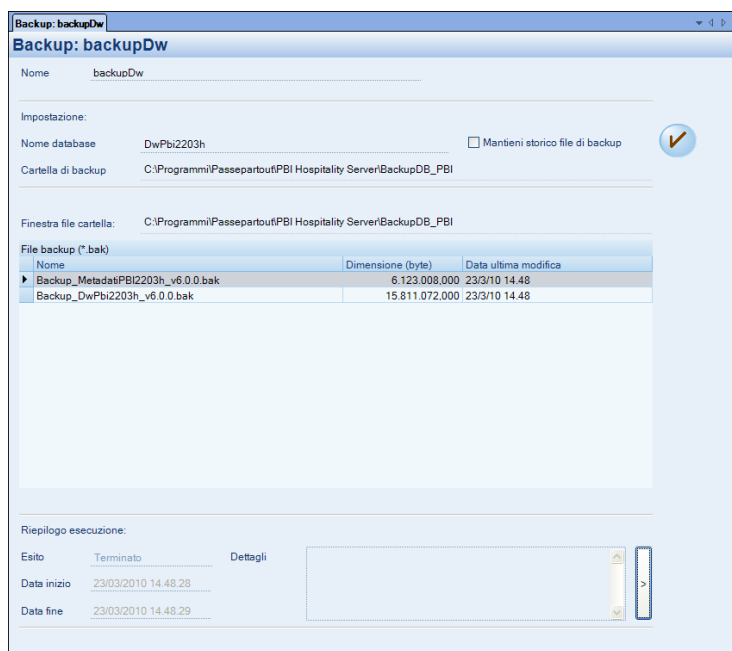 Backup: backupDw
Backup: backupDw
Nome backupDw
Impostazione:
Nome database DwPbi2203h Mantieni storico file di backup
Cartella di backup C:\Programmi\Passepartout\PBI Hospitality Server\BackupDB_PBI
Finestra file cartella: C:\Programmi\Passepartout\PBI Hospitality Server\BackupDB_PBI
File backup (*.bak)
Nome Dimensione (byte) Data ultima modifica
Backup_MetadatiPBI2203h_v6.0.0.bak 6.123.008,000 23/3/10 14.48
Backup_DwPbi2203h_v6.0.0.bak 15.811.072,000 23/3/10 14.48
Riepilogo esecuzione:
Esito Terminato Dettagli
>
Data inizio 23/03/2010 14.48.28
Data fine 23/03/2010 14.48.29